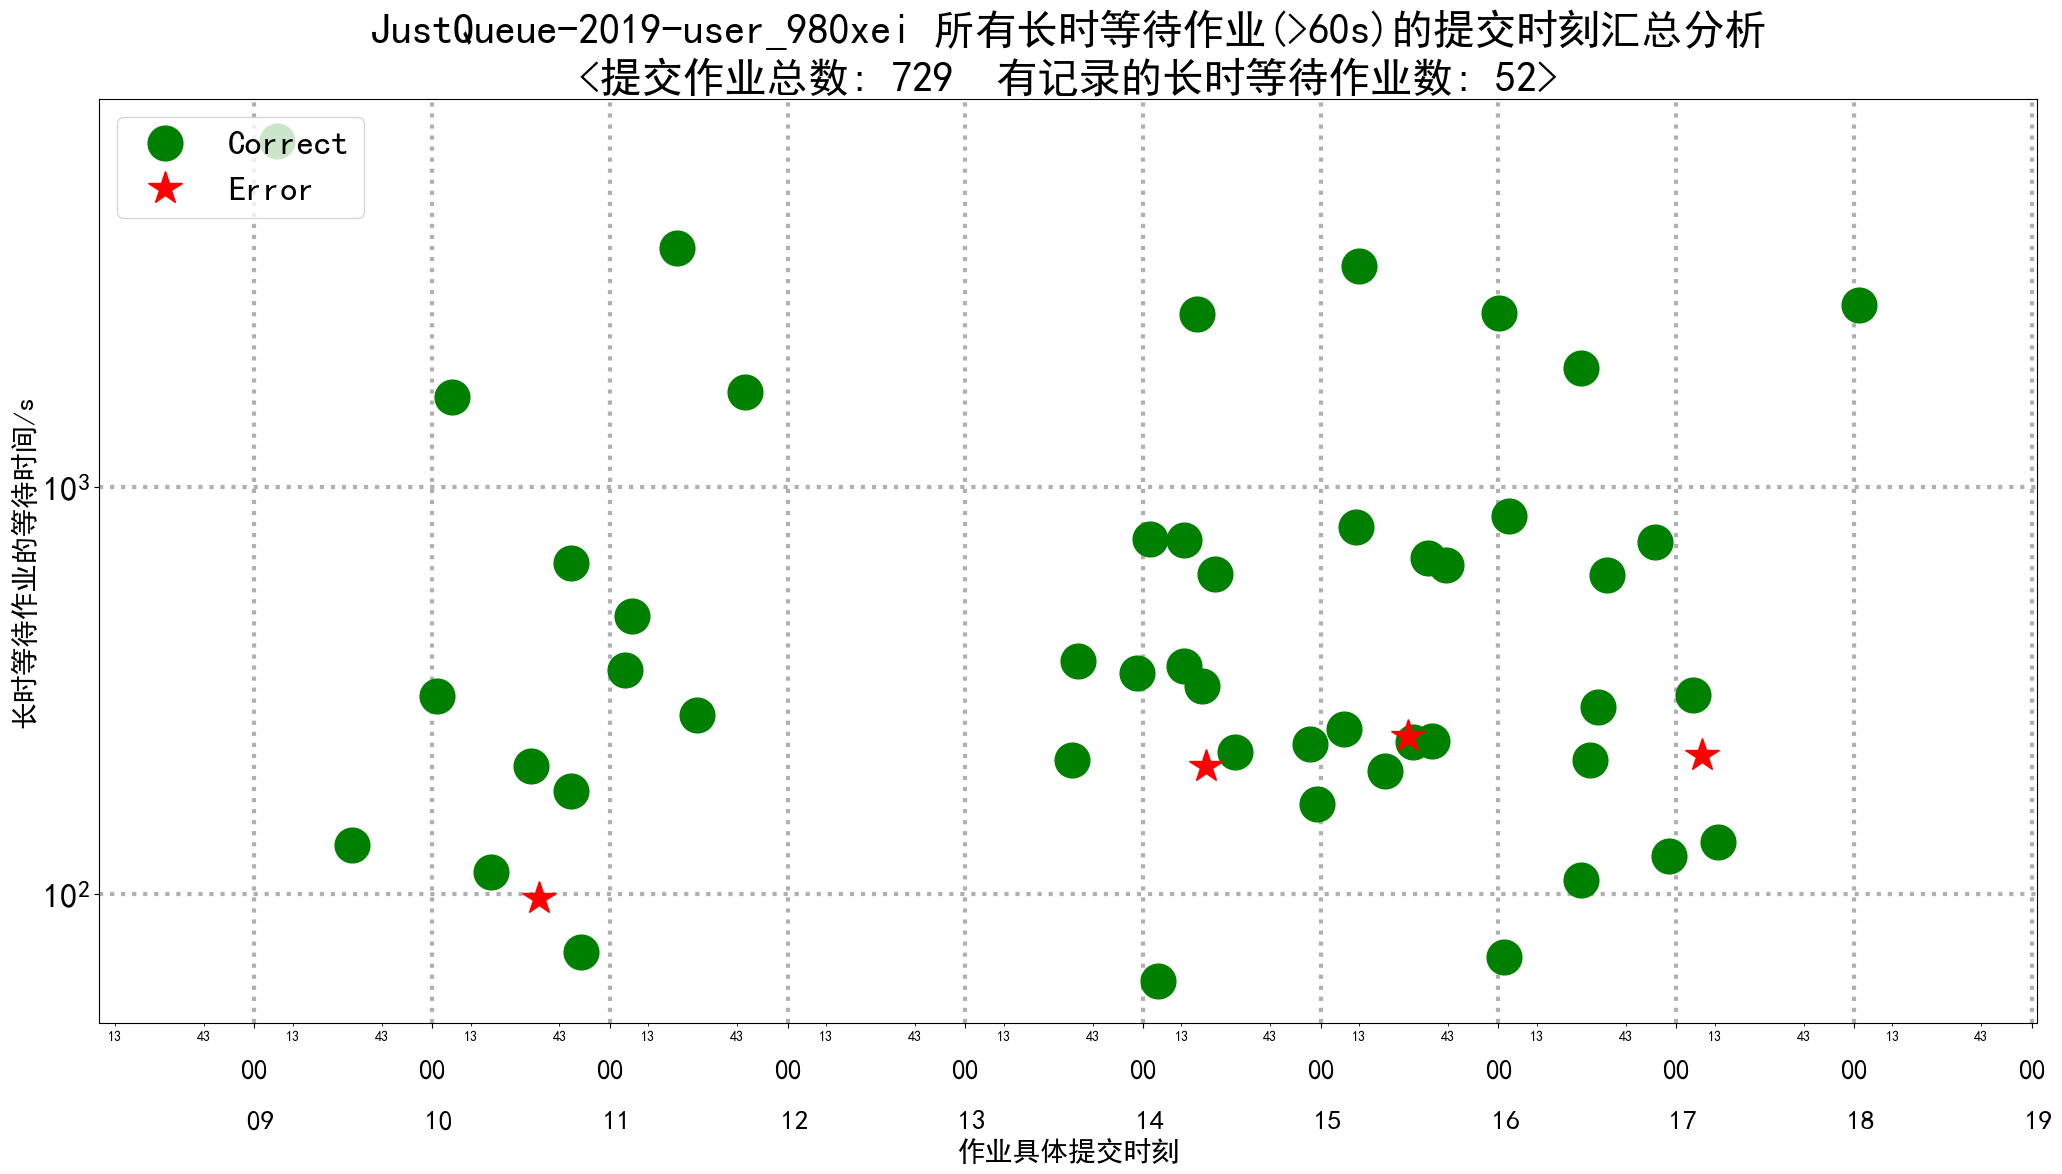 JustQueue-2019-user_980xei 所有长时等待作业(>60s)的提交时刻汇总分析
<提交作业总数: 729  有记录的长时等待作业数: 52>
Correct
Error
长时等待作业的等待时间/s
10³
10²
13 43 13 43 13 43 13 43 13 43 13 43 13 43 13 43 13 43 13 43 13 43
00 00 00 00 00 00 00 00 00 00 00
09 10 11 12 13 14 15 16 17 18 19
作业具体提交时刻